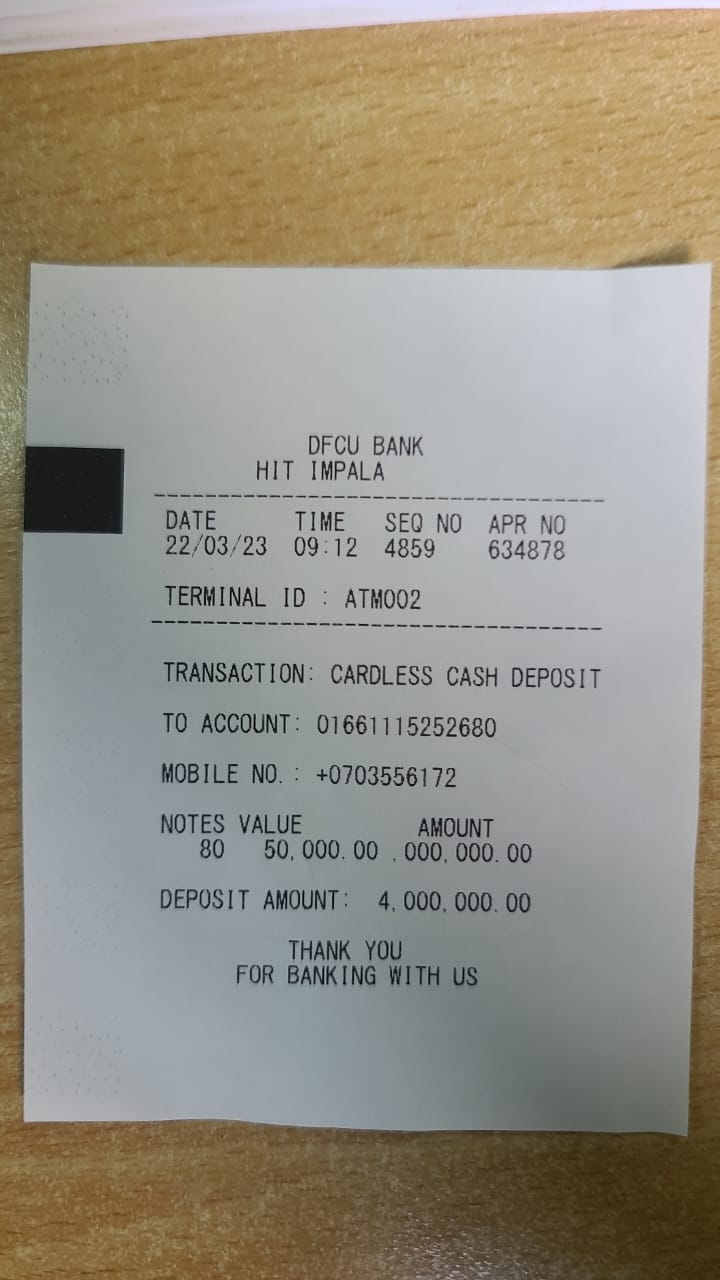 DFCU BANK
HIT IMPALA
------------------------------------
DATE TIME SEQ NO APR NO
22/03/23 09:12 4859 634878
TERMINAL ID : ATM002
------------------------------------
TRANSACTION: CARDLESS CASH DEPOSIT
TO ACCOUNT: 01661115252680
MOBILE NO. : +0703556172
NOTES VALUE AMOUNT
80 50,000.00 ,000,000.00
DEPOSIT AMOUNT: 4,000,000.00
THANK YOU
FOR BANKING WITH US